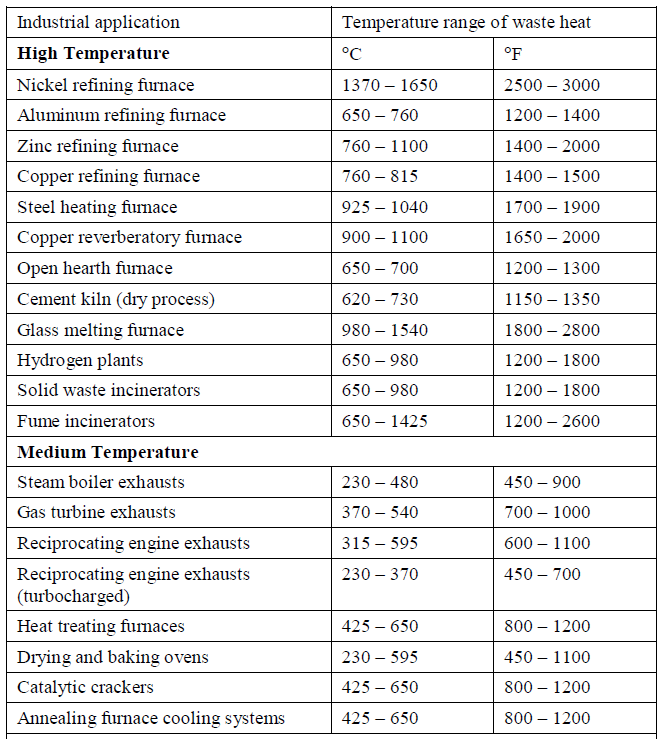 Industrial application Temperature range of waste heat
High Temperature °C °F
Nickel refining furnace 1370 – 1650 2500 – 3000
Aluminum refining furnace 650 – 760 1200 – 1400
Zinc refining furnace 760 – 1100 1400 – 2000
Copper refining furnace 760 – 815 1400 – 1500
Steel heating furnace 925 – 1040 1700 – 1900
Copper reverberatory furnace 900 – 1100 1650 – 2000
Open hearth furnace 650 – 700 1200 – 1300
Cement kiln (dry process) 620 – 730 1150 – 1350
Glass melting furnace 980 – 1540 1800 – 2800
Hydrogen plants 650 – 980 1200 – 1800
Solid waste incinerators 650 – 980 1200 – 1800
Fume incinerators 650 – 1425 1200 – 2600
Medium Temperature
Steam boiler exhausts 230 – 480 450 – 900
Gas turbine exhausts 370 – 540 700 – 1000
Reciprocating engine exhausts 315 – 595 600 – 1100
Reciprocating engine exhausts 230 – 370 450 – 700
(turbocharged)
Heat treating furnaces 425 – 650 800 – 1200
Drying and baking ovens 230 – 595 450 – 1100
Catalytic crackers 425 – 650 800 – 1200
Annealing furnace cooling systems 425 – 650 800 – 1200